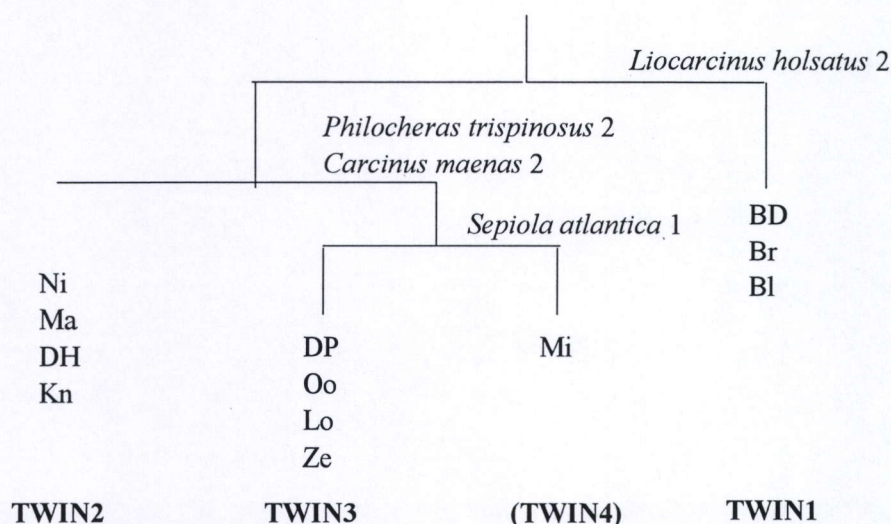 Liocarcinus holsatus 2
Philocheras trispinosus 2
Carcinus maenas 2
Sepiola atlantica 1
BD
Br
Bl
Ni
Ma
DH
Kn
DP
Oo
Lo
Ze
Mi
TWIN2 TWIN3 (TWIN4) TWIN1